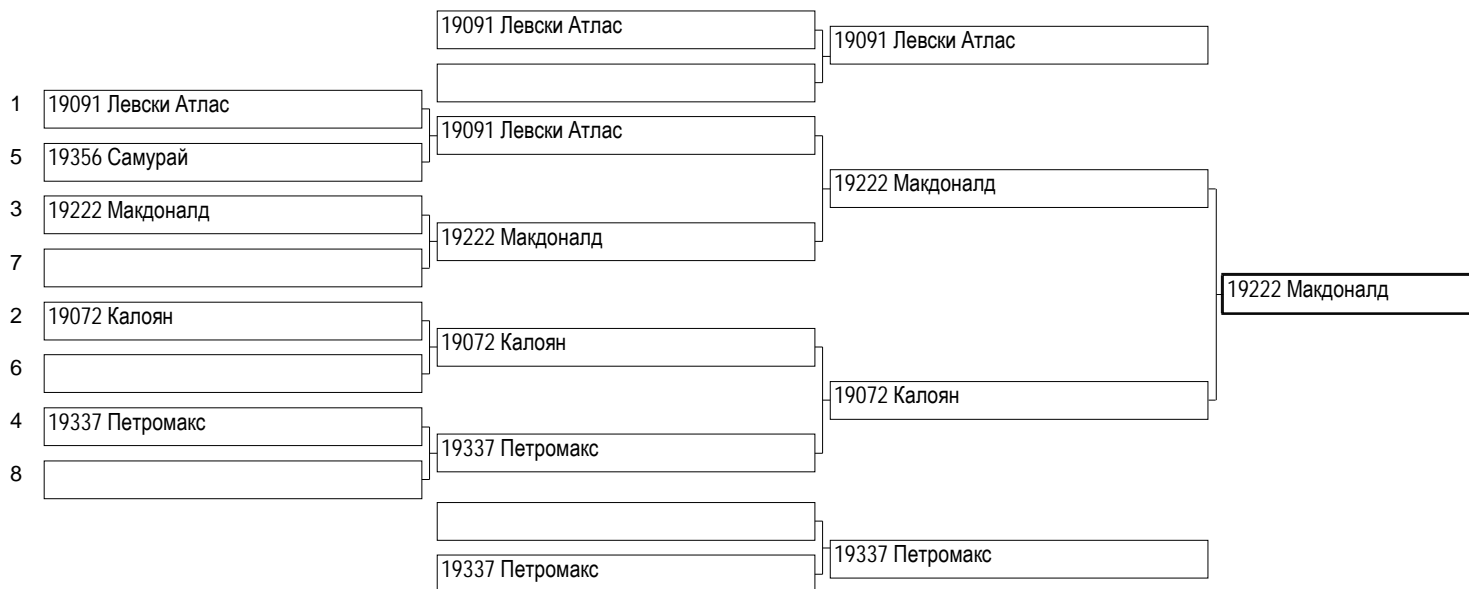 19091 Левски Атлас
19091 Левски Атлас
1 19091 Левски Атлас
19091 Левски Атлас
5 19356 Самурай
19222 Макдоналд
3 19222 Макдоналд
19222 Макдоналд
7
19222 Макдоналд
2 19072 Калоян
19072 Калоян
6
19072 Калоян
4 19337 Петромакс
19337 Петромакс
8
19337 Петромакс
19337 Петромакс